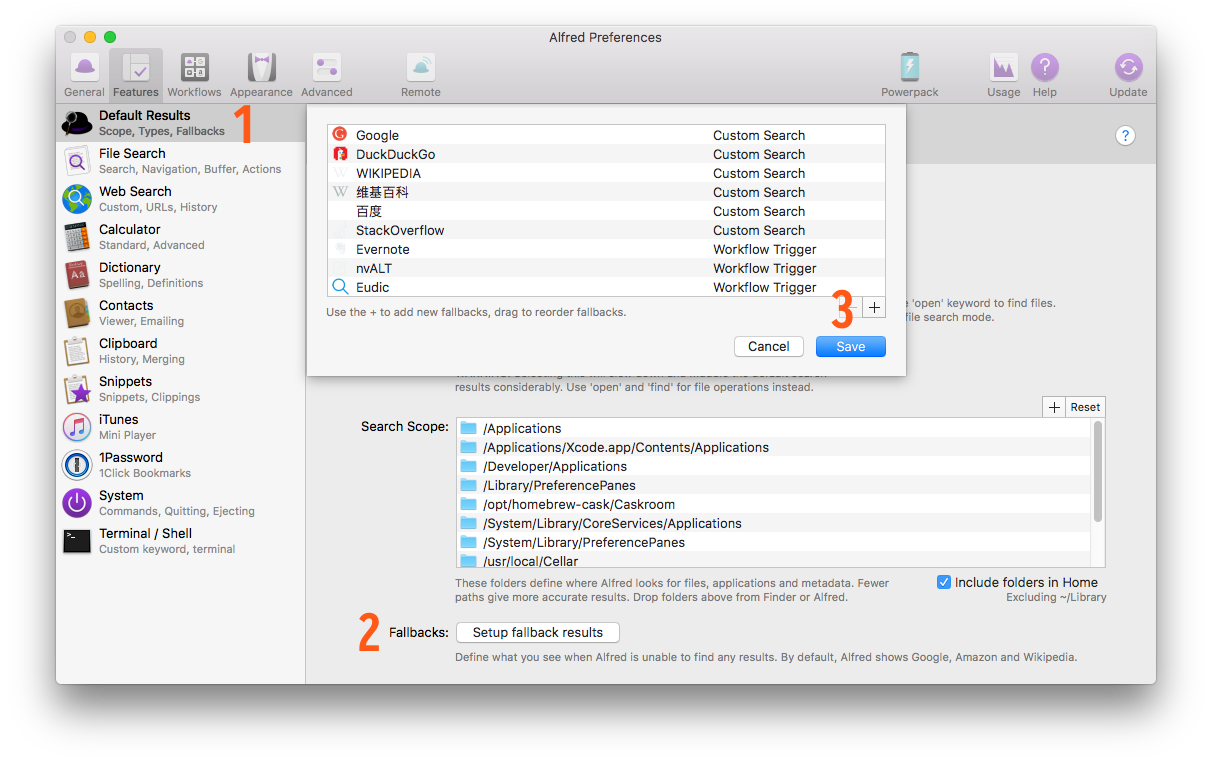 Alfred Preferences
General Features Workflows Appearance Advanced Remote Powerpack Usage Help Update
Default Results
Scope, Types, Fallbacks
1
File Search
Search, Navigation, Buffer, Actions
Web Search
Custom, URLs, History
Calculator
Standard, Advanced
Dictionary
Spelling, Definitions
Contacts
Viewer, Emailing
Clipboard
History, Merging
Snippets
Snippets, Clippings
iTunes
Mini Player
1Password
1Click Bookmarks
System
Commands, Quitting, Ejecting
Terminal / Shell
Custom keyword, terminal
?
Google Custom Search
DuckDuckGo Custom Search
WIKIPEDIA Custom Search
维基百科 Custom Search
百度 Custom Search
StackOverflow Custom Search
Evernote Workflow Trigger
nvALT Workflow Trigger
Eudic Workflow Trigger
3
+
Use the + to add new fallbacks, drag to reorder fallbacks.
Cancel Save
'open' keyword to find files.
file search mode.
results considerably. Use 'open' and 'find' for file operations instead.
+ Reset
Search Scope:
/Applications
/Applications/Xcode.app/Contents/Applications
/Developer/Applications
/Library/PreferencePanes
/opt/homebrew-cask/Caskroom
/System/Library/CoreServices/Applications
/System/Library/PreferencePanes
/usr/local/Cellar
These folders define where Alfred looks for files, applications and metadata. Fewer
paths give more accurate results. Drop folders above from Finder or Alfred.
Include folders in Home
Excluding ~/Library
2
Fallbacks: Setup fallback results
Define what you see when Alfred is unable to find any results. By default, Alfred shows Google, Amazon and Wikipedia.